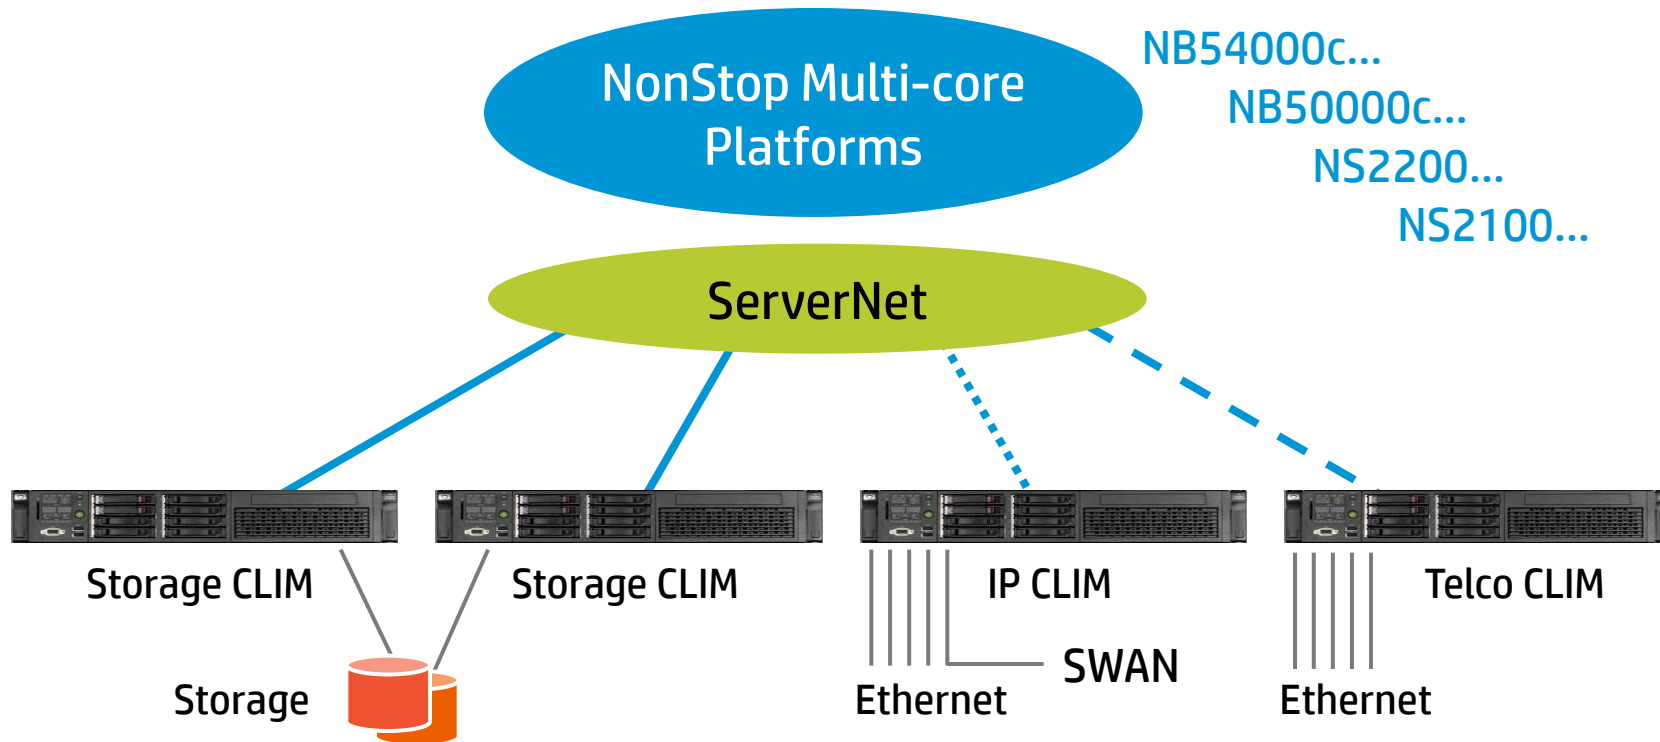 NonStop Multi-core
Platforms
NB54000c...
NB50000c...
NS2200...
NS2100...
ServerNet
Storage CLIM
Storage CLIM
IP CLIM
Telco CLIM
SWAN
Storage
Ethernet
Ethernet